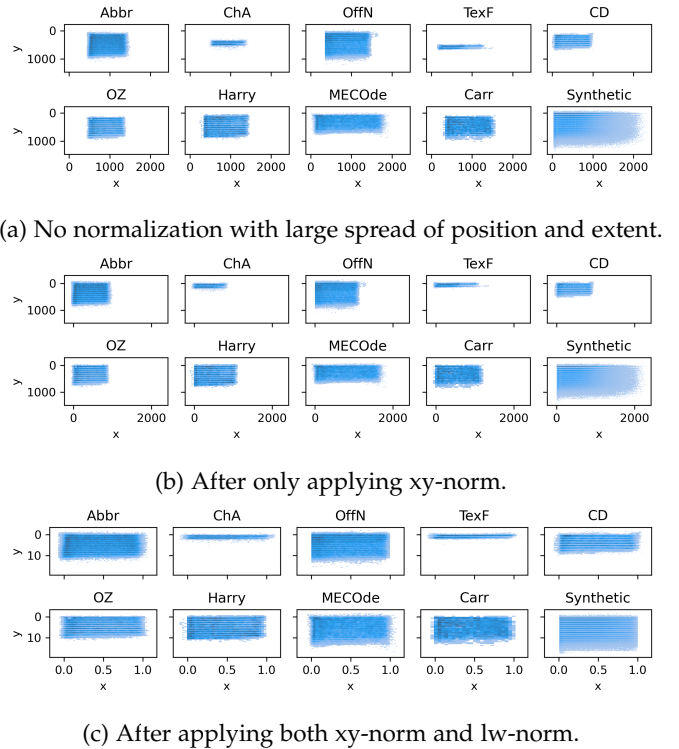 Abbr ChA OffN TexF CD
0
y
1000
OZ Harry MECOde Carr Synthetic
0
y
1000
0 1000 2000 0 1000 2000 0 1000 2000 0 1000 2000 0 1000 2000
x x x x x
(a) No normalization with large spread of position and extent.
Abbr ChA OffN TexF CD
0
y
1000
OZ Harry MECOde Carr Synthetic
0
y
1000
0 2000 0 2000 0 2000 0 2000 0 2000
x x x x x
(b) After only applying xy-norm.
Abbr ChA OffN TexF CD
0
y
10
OZ Harry MECOde Carr Synthetic
0
y
10
0.0 0.5 1.0 0.0 0.5 1.0 0.0 0.5 1.0 0.0 0.5 1.0 0.0 0.5 1.0
x x x x x
(c) After applying both xy-norm and lw-norm.